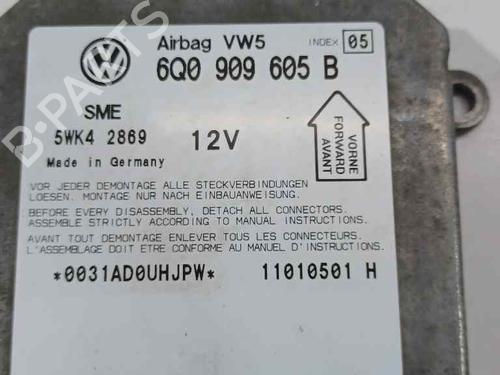 Airbag VW5 INDEX 05
6Q0 909 605 B
SME
5WK4 2869 12V
Made in Germany
VORNE
FORWARD
AVANT
VOR JEDER DEMONTAGE ALLE STECKVERBINDUNGEN
LOESEN. MONTAGE NUR NACH EINBAUANWEISUNG.
BEFORE EVERY DISASSEMBLY, DETACH ALL CONNECTORS.
ASSEMBLE STRICTLY ACCORDING TO MANUAL INSTRUCTIONS.
AVANT TOUT DEMONTAGE ENLEVER TOUS LES CONNECTEURS.
L'ASSEMBLAGE DOIT ETRE CONFORME AU MANUEL D'INSTRUCTIONS.
*0031AD0UHJPW* 11010501 H
B-PARTS